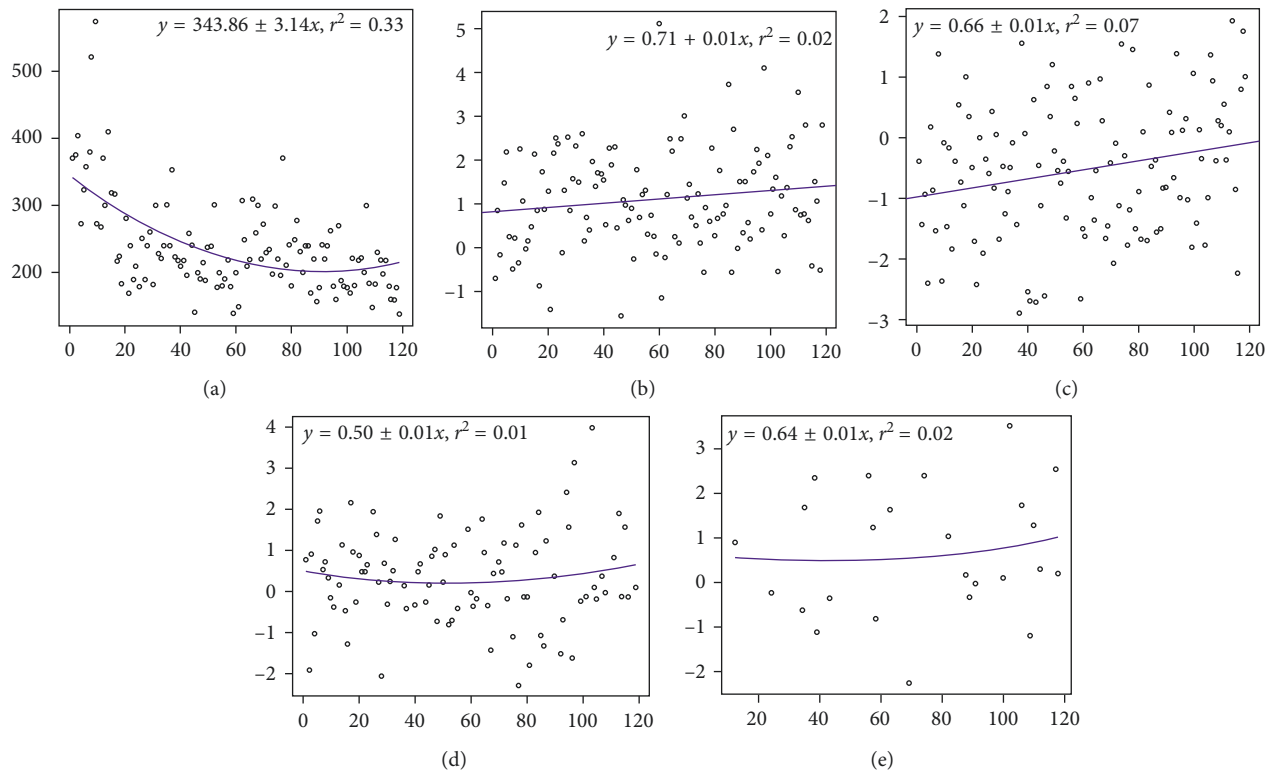 y = 343.86 ± 3.14x, r² = 0.33
500
400
300
200
0 20 40 60 80 100 120
(a)
y = 0.71 + 0.01x, r² = 0.02
5
4
3
2
1
0
–1
0 20 40 60 80 100 120
(b)
y = 0.66 ± 0.01x, r² = 0.07
2
1
0
–1
–2
–3
0 20 40 60 80 100 120
(c)
y = 0.50 ± 0.01x, r² = 0.01
4
3
2
1
0
–1
–2
0 20 40 60 80 100 120
(d)
y = 0.64 ± 0.01x, r² = 0.02
3
2
1
0
–1
–2
20 40 60 80 100 120
(e)